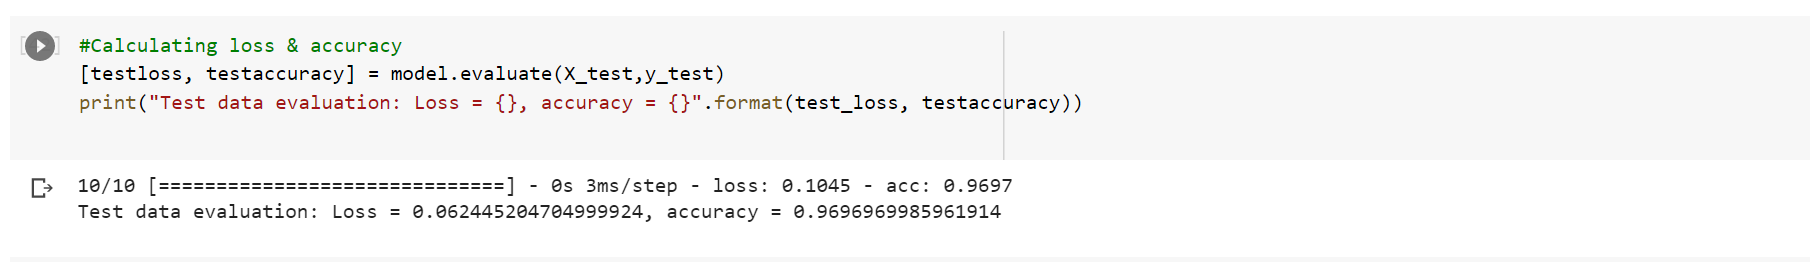 #Calculating loss & accuracy
[testloss, testaccuracy] = model.evaluate(X_test,y_test)
print("Test data evaluation: Loss = {}, accuracy = {}".format(test_loss, testaccuracy))
10/10 [==============================] - 0s 3ms/step - loss: 0.1045 - acc: 0.9697
Test data evaluation: Loss = 0.062445204704999924, accuracy = 0.9696969985961914